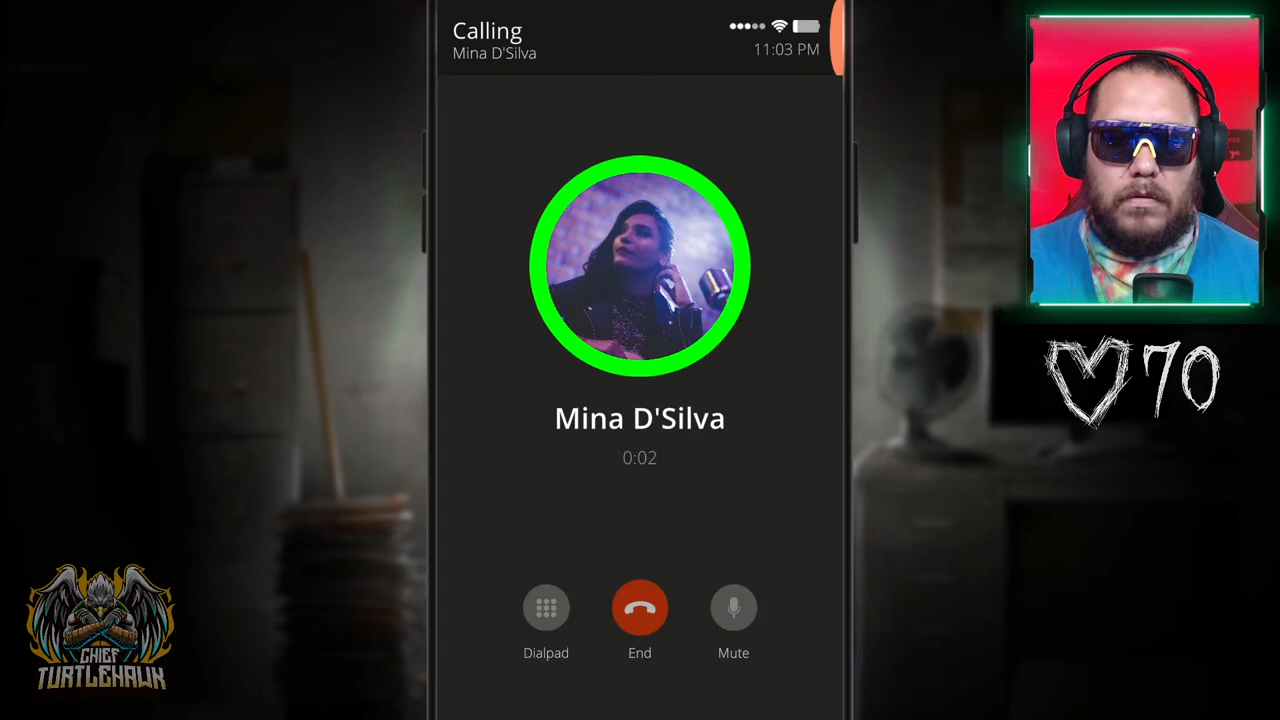 Calling
Mina D'Silva
11:03 PM
Mina D'Silva
0:02
Dialpad
End
Mute
70
CHIEF
TURTLEHAWK